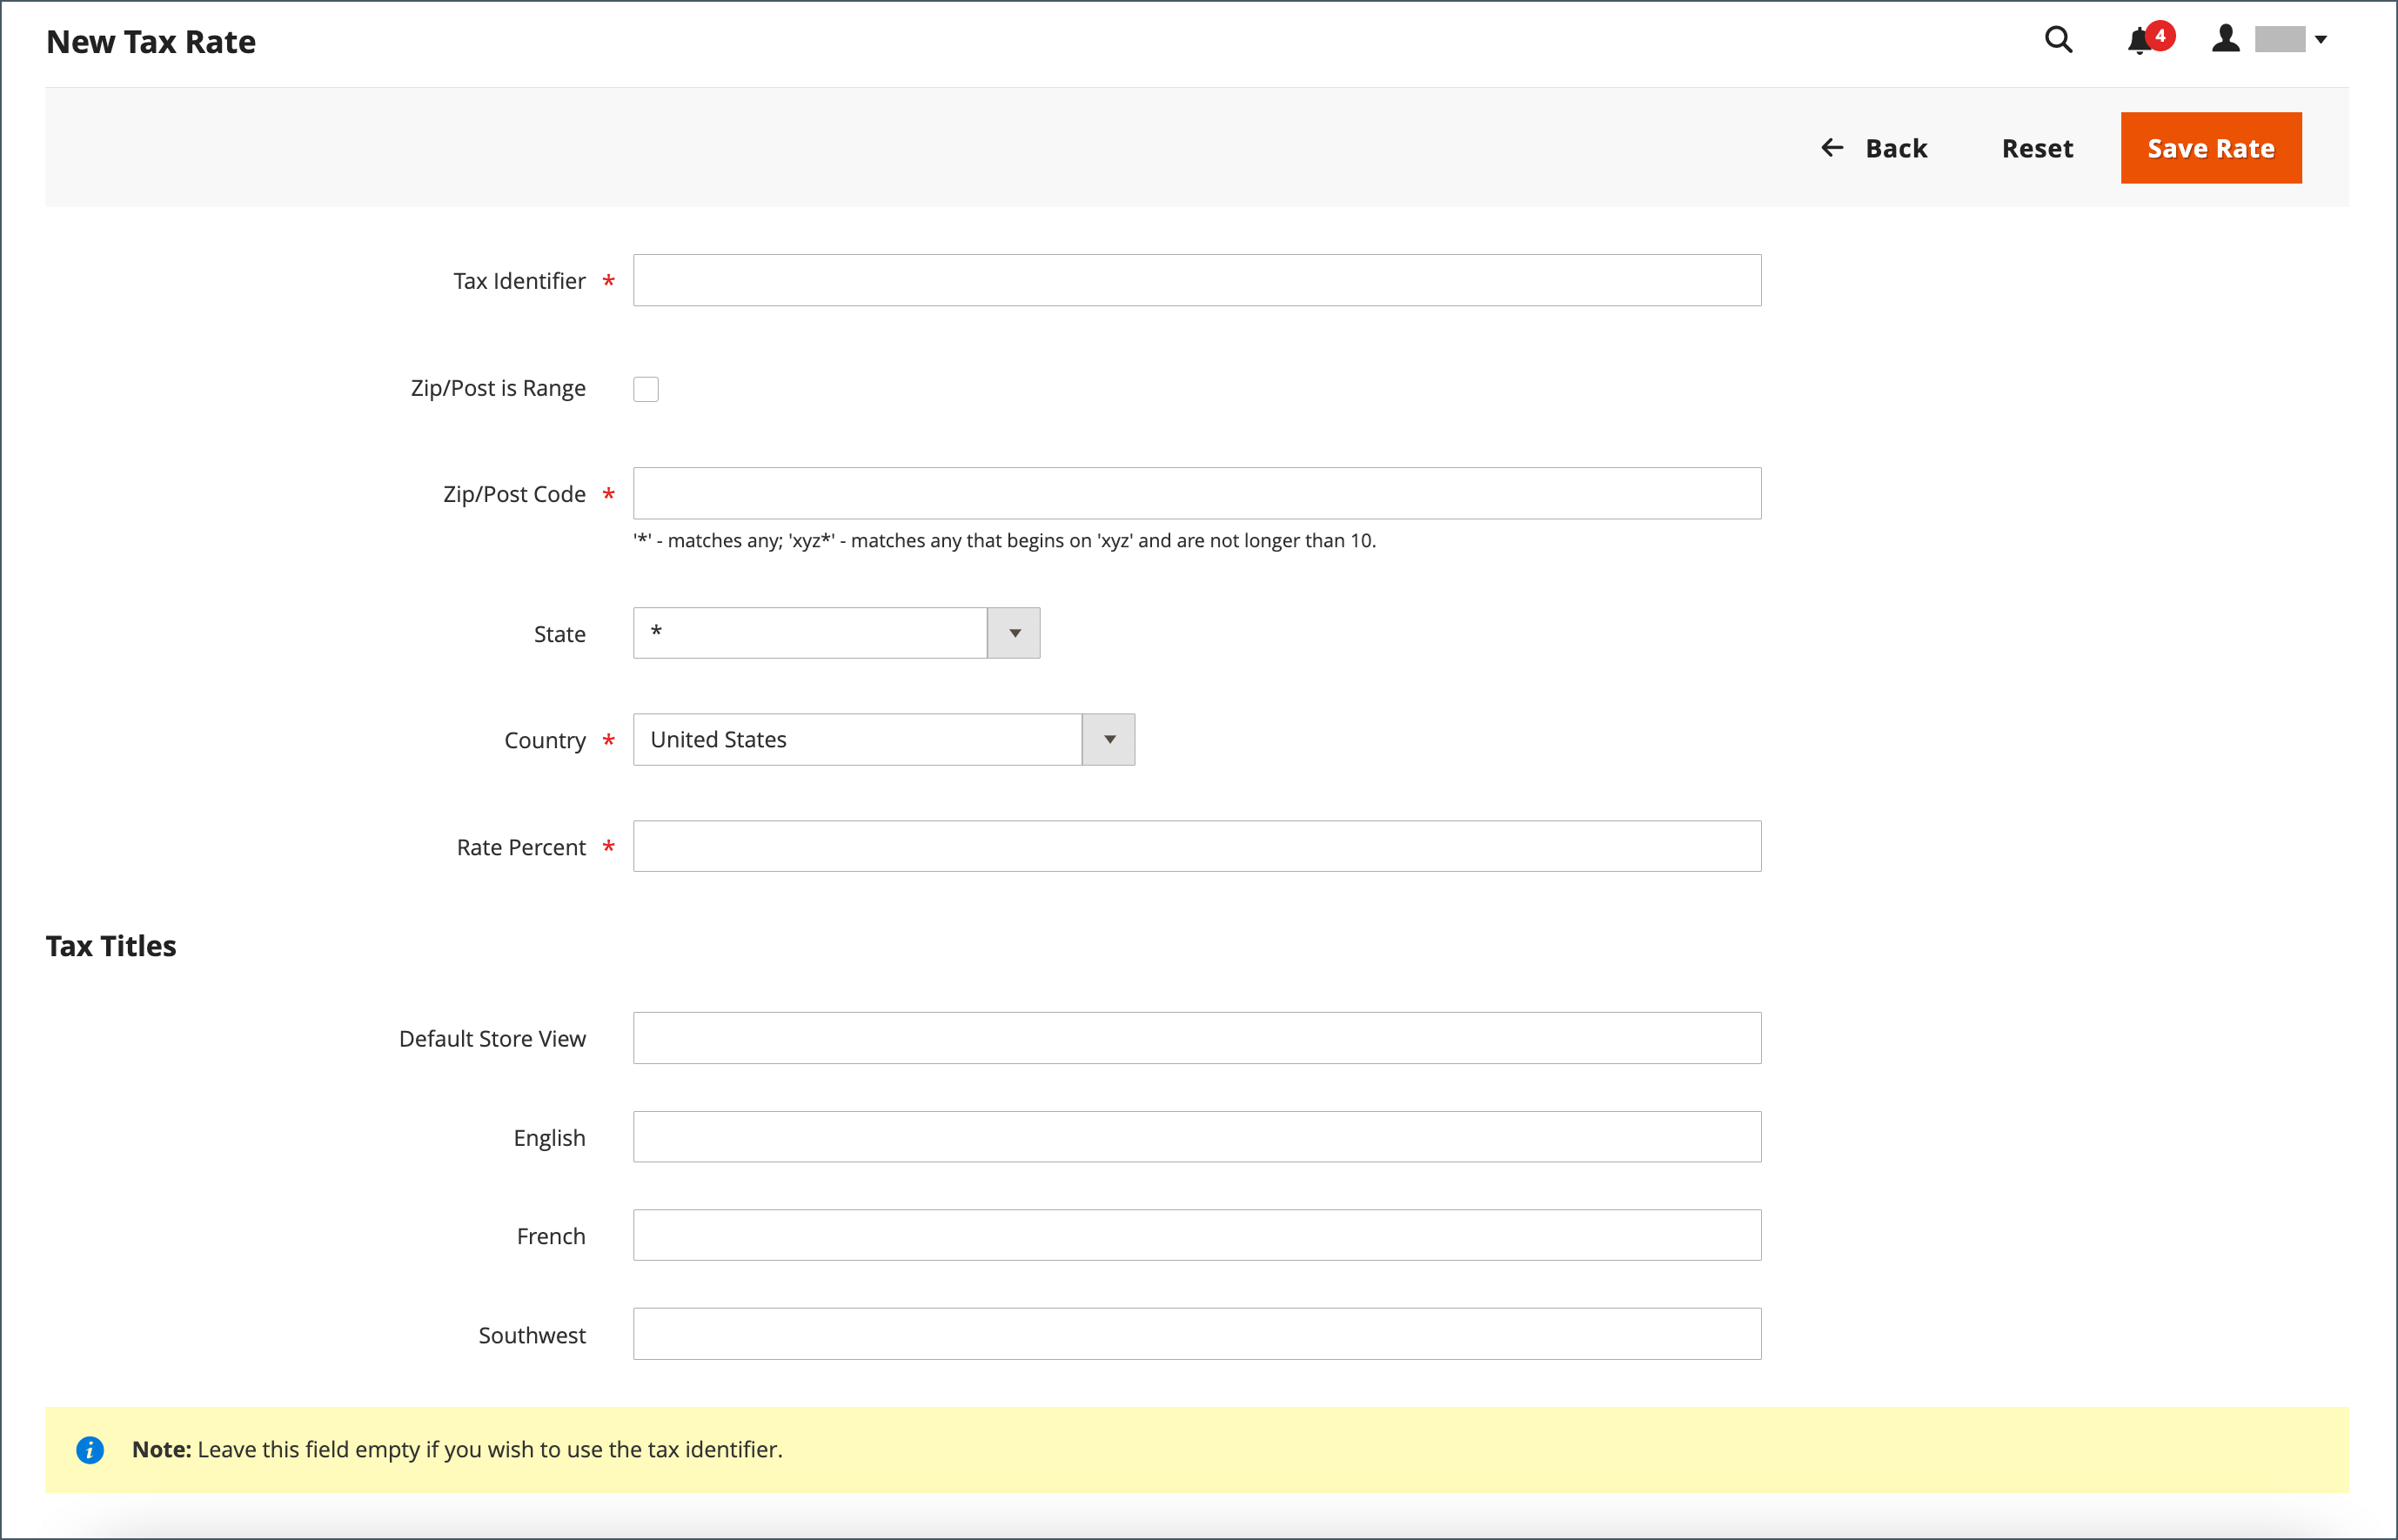 New Tax Rate
4
Back
Reset
Save Rate
Tax Identifier *
Zip/Post is Range
Zip/Post Code *
'*' - matches any; 'xyz*' - matches any that begins on 'xyz' and are not longer than 10.
State
*
Country *
United States
Rate Percent *
Tax Titles
Default Store View
English
French
Southwest
Note: Leave this field empty if you wish to use the tax identifier.